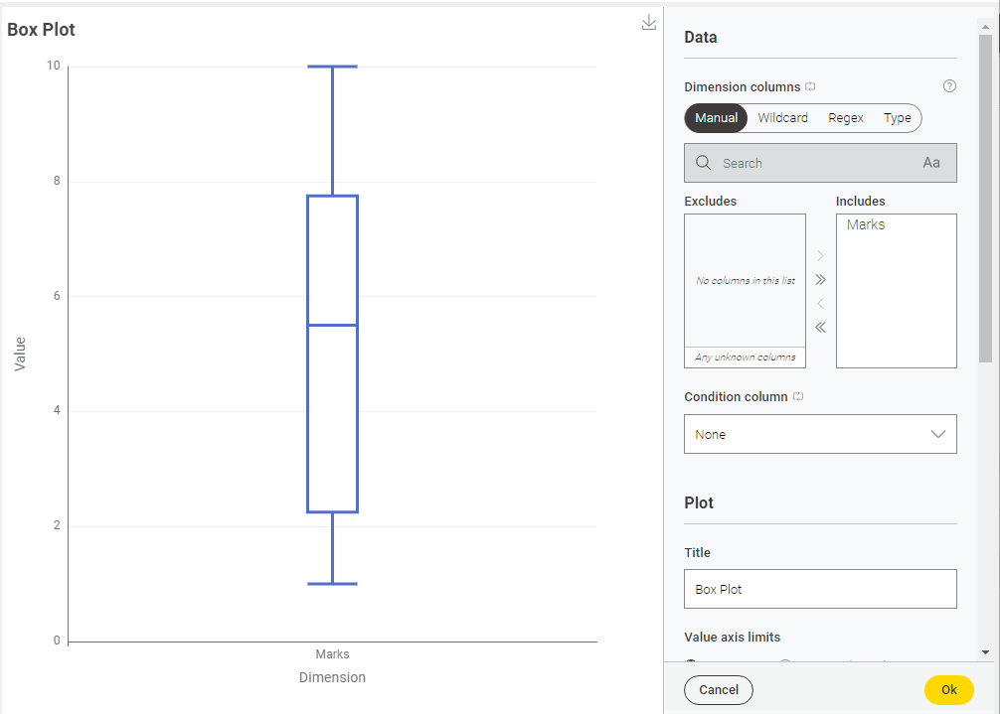 Box Plot
10
8
6
4
2
0
Value
Marks
Dimension
Data
Dimension columns
?
Manual Wildcard Regex Type
Search Aa
Excludes Includes
Marks
No columns in this list
Any unknown columns
Condition column
None
Plot
Title
Box Plot
Value axis limits
Cancel Ok